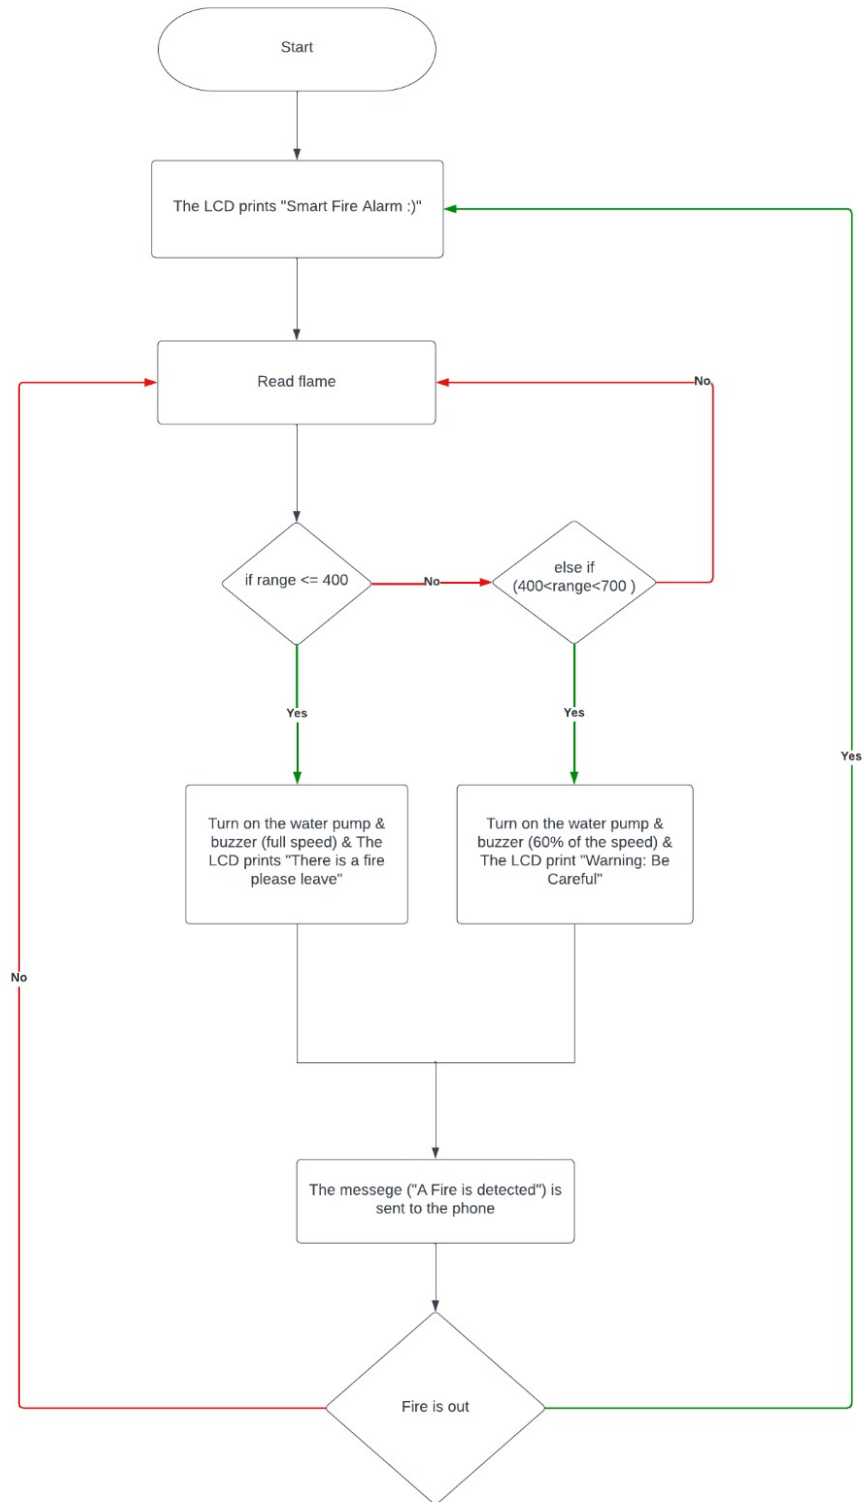 Start
The LCD prints "Smart Fire Alarm :)"
Read flame
No
if range <= 400
No
else if
(400<range<700 )
Yes
Yes
Yes
Turn on the water pump &
buzzer (full speed) & The
LCD prints "There is a fire
please leave"
Turn on the water pump &
buzzer (60% of the speed) &
The LCD print "Warning: Be
Careful"
No
The messege ("A Fire is detected") is
sent to the phone
Fire is out